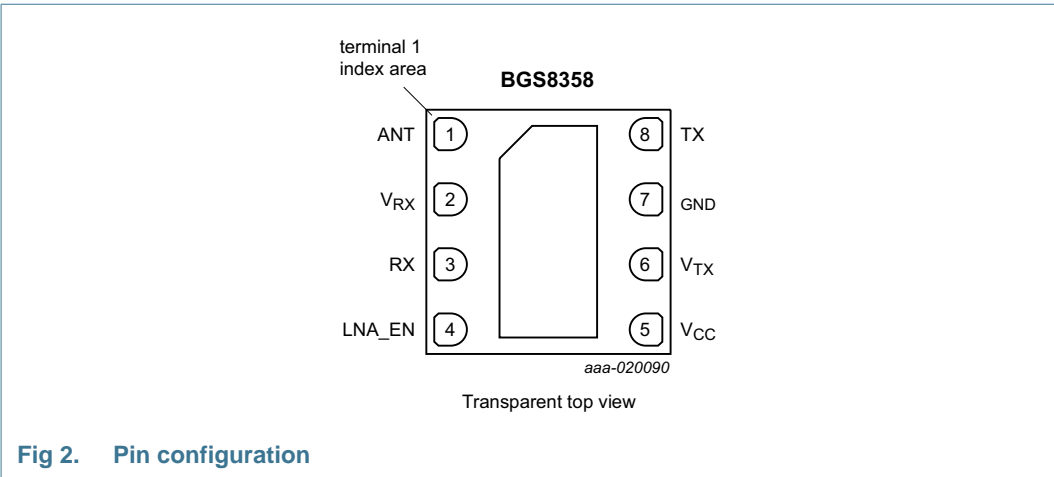 terminal 1
index area
BGS8358
ANT 1 8 TX
VRX 2 7 GND
RX 3 6 VTX
LNA_EN 4 5 VCC
aaa-020090
Transparent top view
Fig 2. Pin configuration